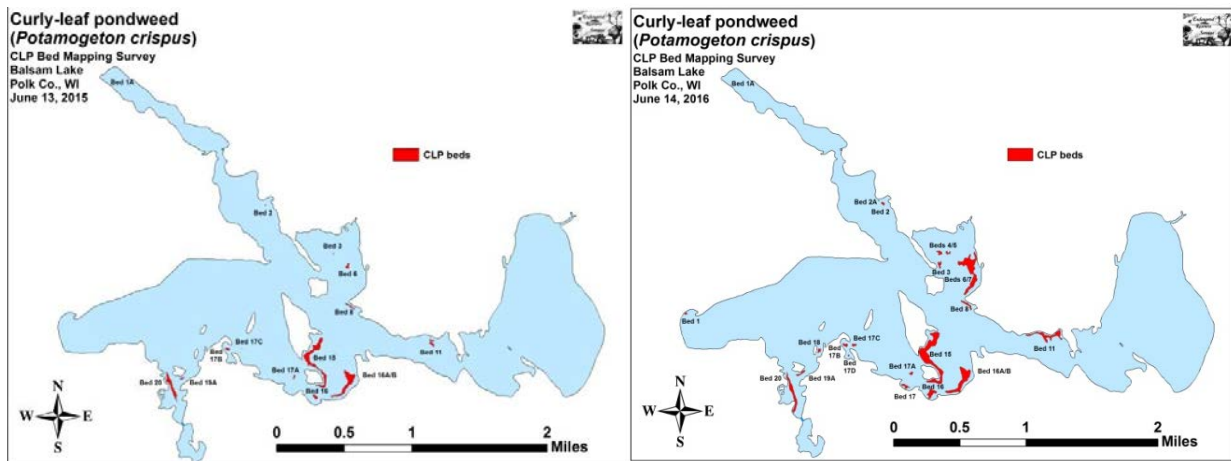 Curly-leaf pondweed
(Potamogeton crispus)
CLP Bed Mapping Survey
Balsam Lake
Polk Co., WI
June 13, 2015
Bed 1A
CLP beds
Bed 2
Bed 3
Bed 6
Bed 8
Bed 11
Bed 17C
Bed
17B
Bed 15
Bed 17A
Bed 16A/B
Bed 16
Bed 20
Bed 19A
N
W
E
S
0
0.5
1
2
Miles
Curly-leaf pondweed
(Potamogeton crispus)
CLP Bed Mapping Survey
Balsam Lake
Polk Co., WI
June 14, 2016
Bed 1A
CLP beds
Bed 2A
Bed 2
Beds 4/5
Bed 3
Beds 6/7
Bed 8
Bed 1
Bed 11
Bed 18
Bed
17B
Bed 17C
Bed
17D
Bed 15
Bed 17A
Bed 16A/B
Bed 16
Bed 17
Bed 20
Bed 19A
N
W
E
S
0
0.5
1
2
Miles